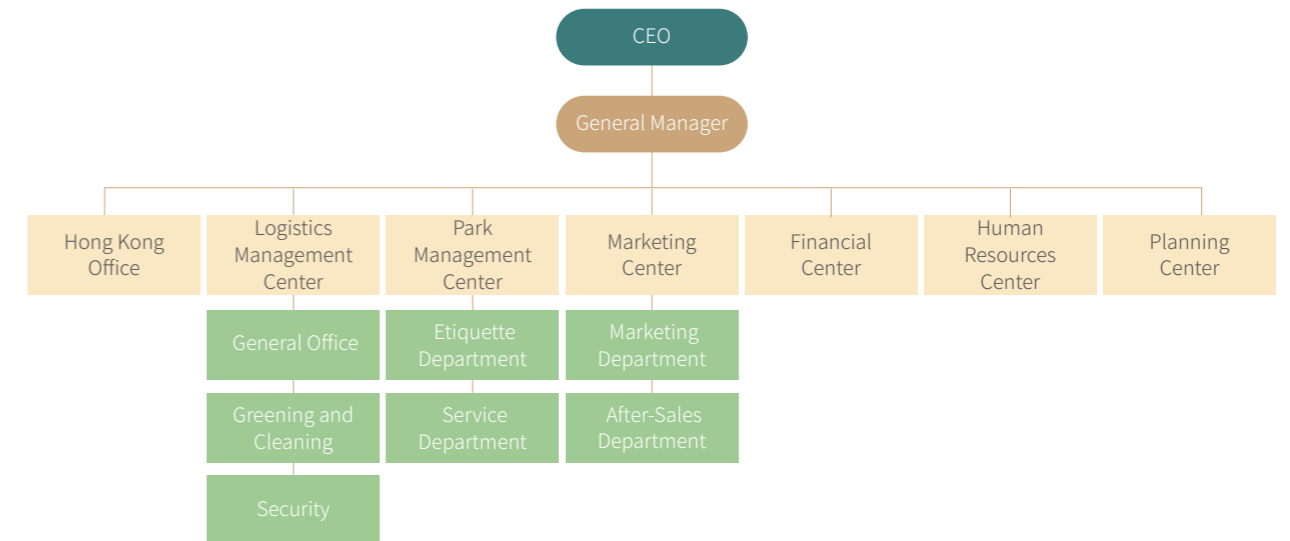 CEO
General Manager
Hong Kong
Office
Logistics
Management
Center
Park
Management
Center
Marketing
Center
Financial
Center
Human
Resources
Center
Planning
Center
General Office
Etiquette
Department
Marketing
Department
Greening and
Cleaning
Service
Department
After-Sales
Department
Security